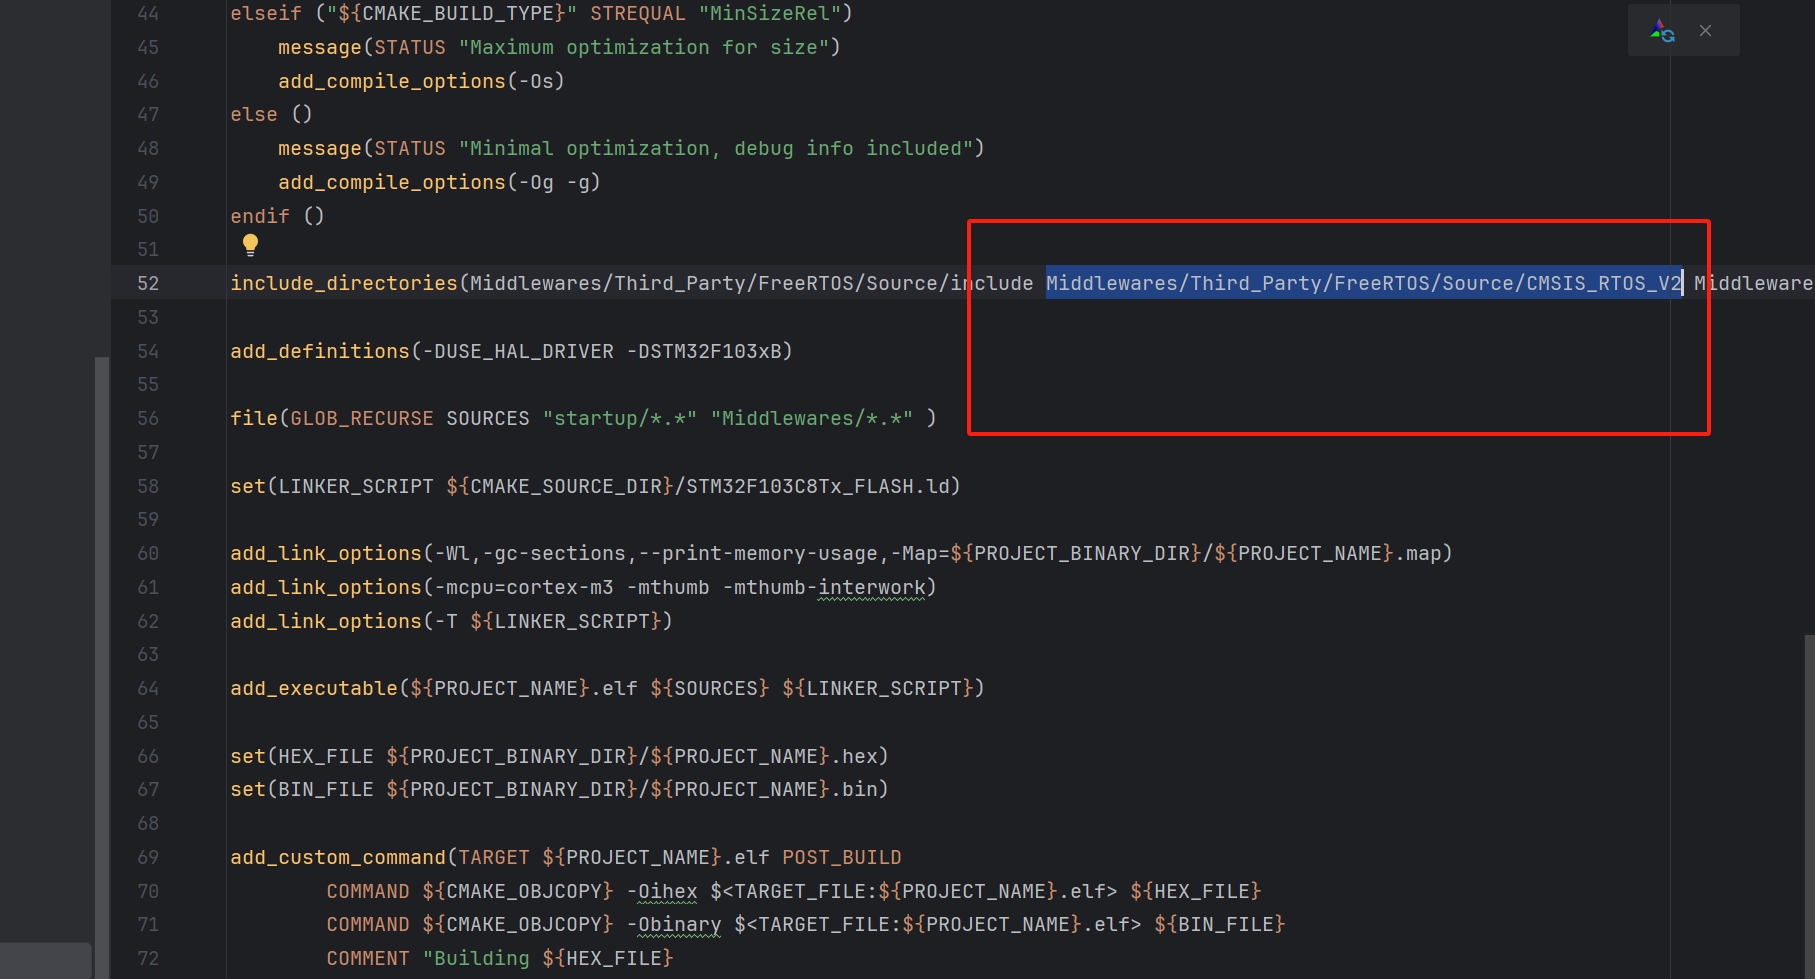 44 elseif ("${CMAKE_BUILD_TYPE}" STREQUAL "MinSizeRel")
45 message(STATUS "Maximum optimization for size")
46 add_compile_options(-Os)
47 else ()
48 message(STATUS "Minimal optimization, debug info included")
49 add_compile_options(-Og -g)
50 endif ()
51
52 include_directories(Middlewares/Third_Party/FreeRTOS/Source/include Middlewares/Third_Party/FreeRTOS/Source/CMSIS_RTOS_V2 Middleware
53
54 add_definitions(-DUSE_HAL_DRIVER -DSTM32F103xB)
55
56 file(GLOB_RECURSE SOURCES "startup/*.*" "Middlewares/*.*" )
57
58 set(LINKER_SCRIPT ${CMAKE_SOURCE_DIR}/STM32F103C8Tx_FLASH.ld)
59
60 add_link_options(-Wl,-gc-sections,--print-memory-usage,-Map=${PROJECT_BINARY_DIR}/${PROJECT_NAME}.map)
61 add_link_options(-mcpu=cortex-m3 -mthumb -mthumb-interwork)
62 add_link_options(-T ${LINKER_SCRIPT})
63
64 add_executable(${PROJECT_NAME}.elf ${SOURCES} ${LINKER_SCRIPT})
65
66 set(HEX_FILE ${PROJECT_BINARY_DIR}/${PROJECT_NAME}.hex)
67 set(BIN_FILE ${PROJECT_BINARY_DIR}/${PROJECT_NAME}.bin)
68
69 add_custom_command(TARGET ${PROJECT_NAME}.elf POST_BUILD
70 COMMAND ${CMAKE_OBJCOPY} -Oihex $<TARGET_FILE:${PROJECT_NAME}.elf> ${HEX_FILE}
71 COMMAND ${CMAKE_OBJCOPY} -Obinary $<TARGET_FILE:${PROJECT_NAME}.elf> ${BIN_FILE}
72 COMMENT "Building ${HEX_FILE}